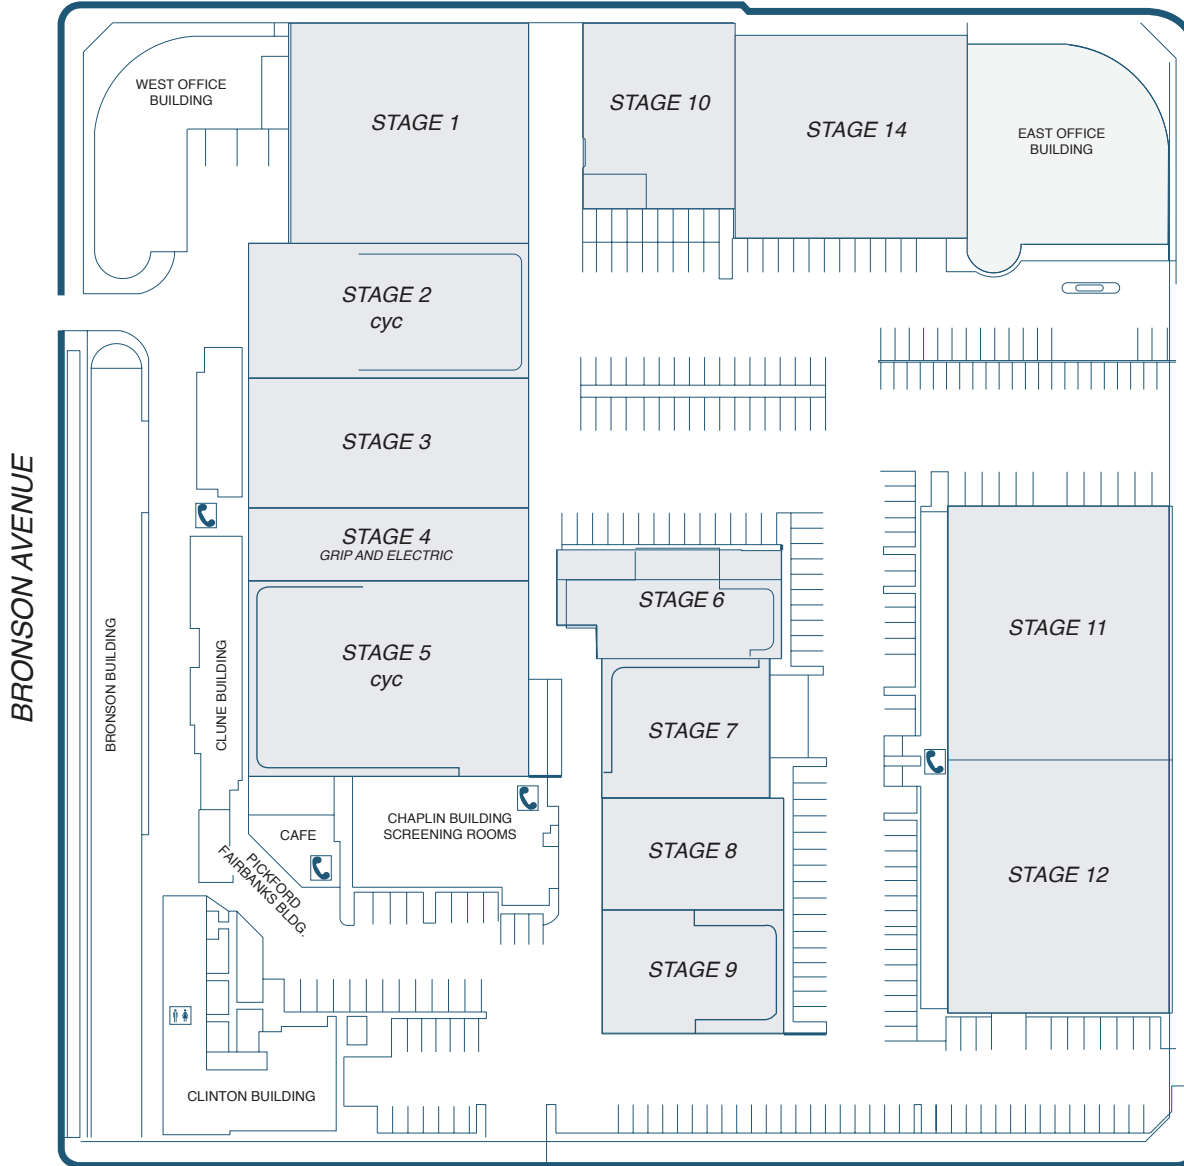 WEST OFFICE
BUILDING
STAGE 1
STAGE 10
STAGE 14
EAST OFFICE
BUILDING
STAGE 2
cyc
STAGE 3
STAGE 4
GRIP AND ELECTRIC
STAGE 5
cyc
STAGE 6
STAGE 7
STAGE 8
STAGE 9
STAGE 11
STAGE 12
BRONSON AVENUE
BRONSON BUILDING
CLUNE BUILDING
CAFE
CHAPLIN BUILDING
SCREENING ROOMS
PICKFORD
FAIRBANKS BLDG.
CLINTON BUILDING